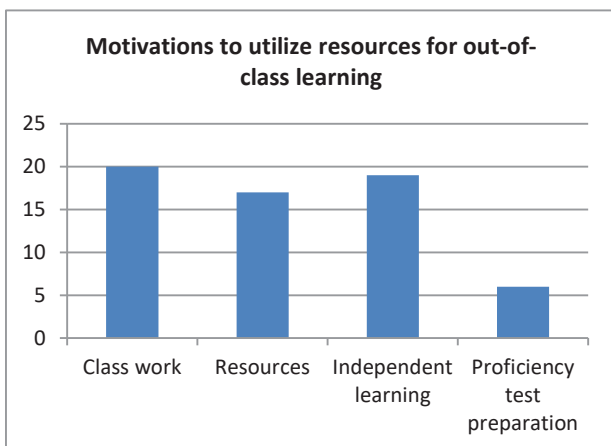 Motivations to utilize resources for out-of-
class learning
25
20
15
10
5
0
Class work
Resources
Independent
learning
Proficiency
test
preparation